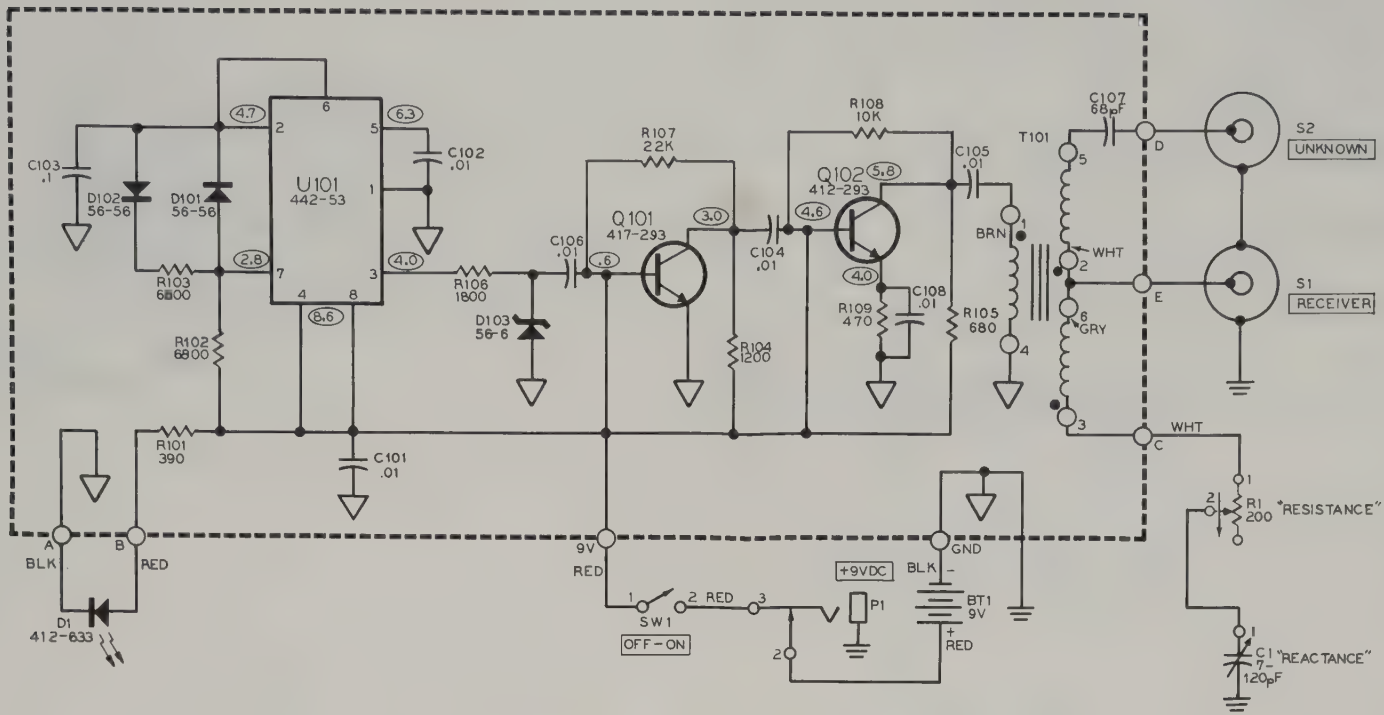 C103
.1
D102
56-56
D101
56-56
4.7
2
6
5
6.3
U101
442-53
1
C102
.01
2.8
7
3
4.0
4
8
8.6
R103
R102
6800
R101
390
C101
.01
R106
1800
D103
56-6
C106
.01
.6
R107
22K
Q101
417-293
3.0
R104
1200
C104
.01
R108
10K
Q102
412-293
5.8
4.6
4.0
R109
470
C108
.01
C105
.01
R105
680
T101
1
BRN
4
5
WHT
2
6
GRY
3
C107
68pF
D
E
C
WHT
S2
UNKNOWN
S1
RECEIVER
1
2
R1
200
"RESISTANCE"
1
C1
7-
120pF
"REACTANCE"
A
BLK
B
RED
D1
412-633
9V
RED
1
SW1
2
RED
3
OFF-ON
2
+9VDC
P1
GND
BLK
-
BT1
9V
+
RED